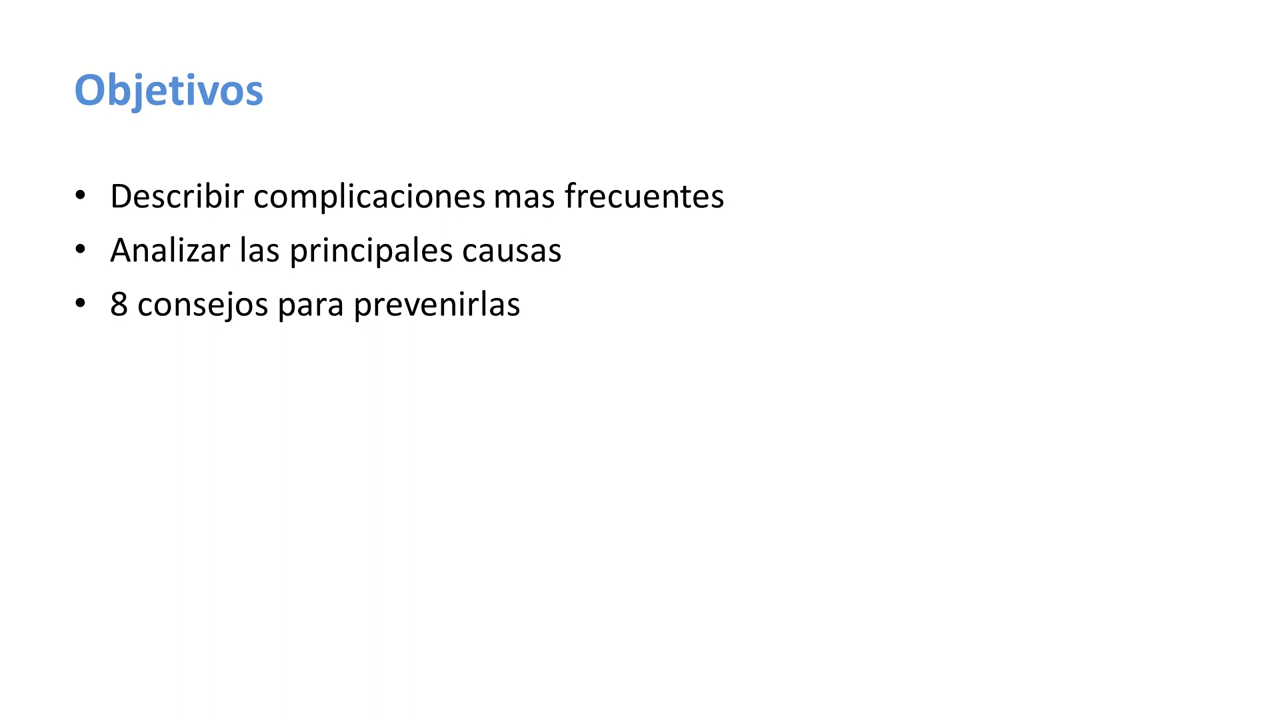 Objetivos
• Describir complicaciones mas frecuentes
• Analizar las principales causas
• 8 consejos para prevenirlas